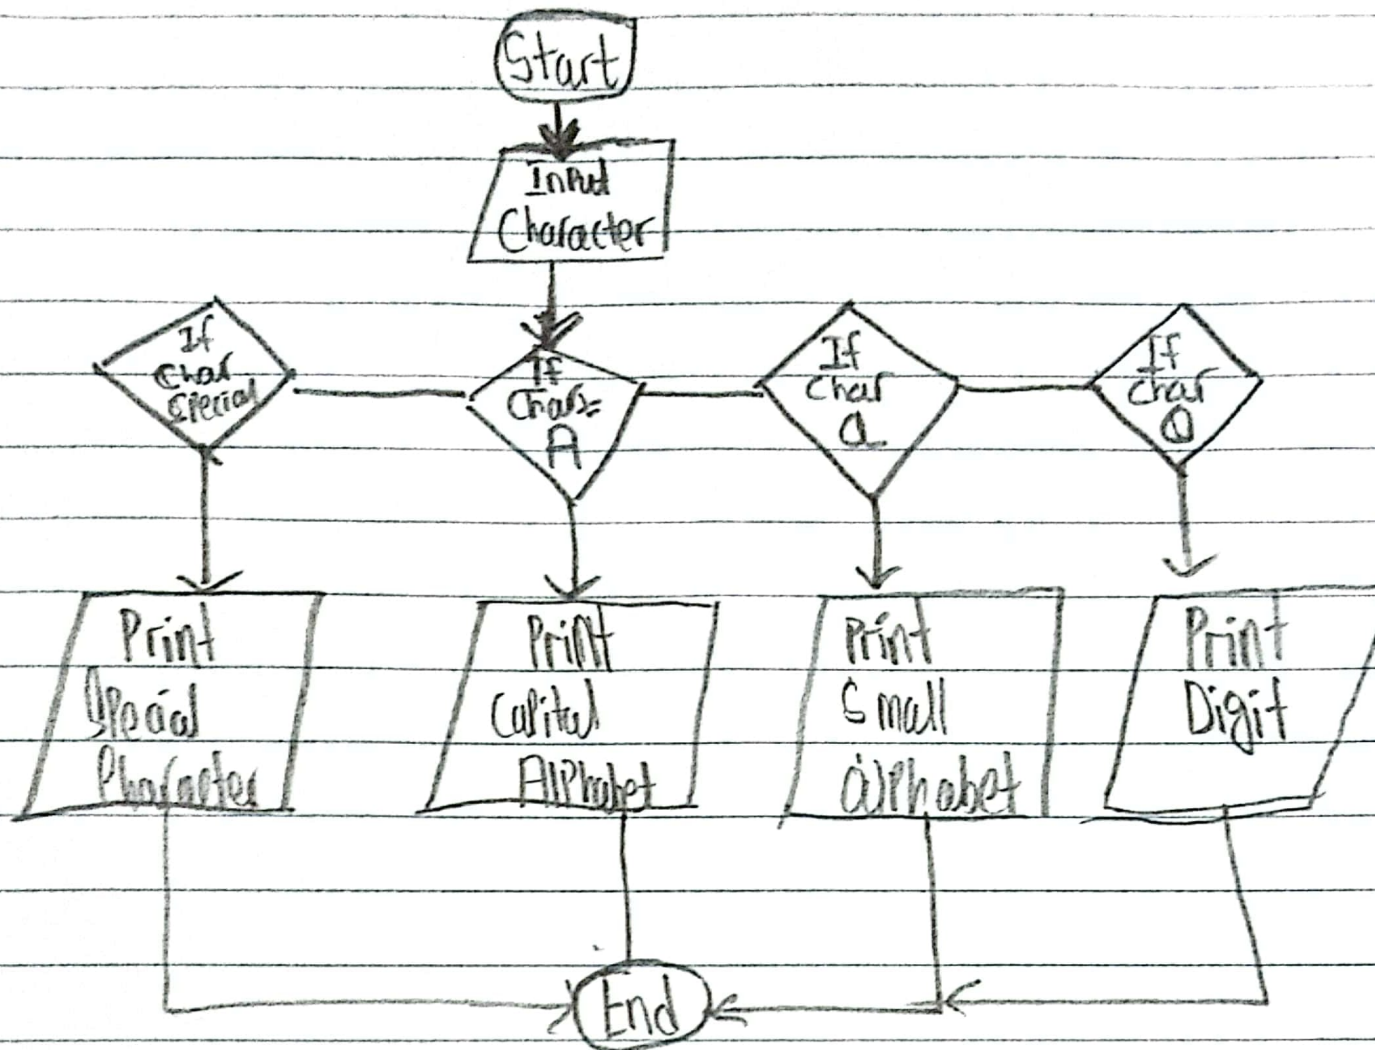 Start
Input
Character
If
char
special
If
Char=
A
If
char
a
If
char
0
Print
Special
Character
Print
Capital
Alphabet
Print
Small
alphabet
Print
Digit
End